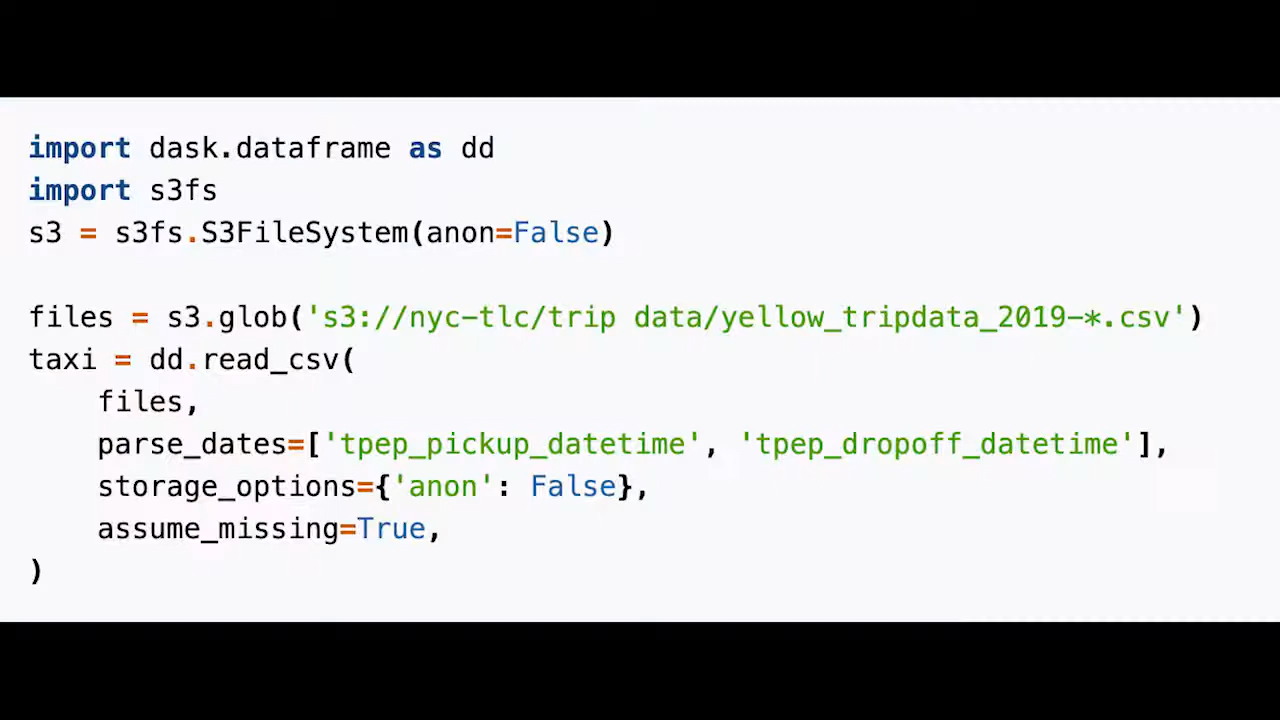 import dask.dataframe as dd
import s3fs
s3 = s3fs.S3FileSystem(anon=False)
files = s3.glob('s3://nyc-tlc/trip data/yellow_tripdata_2019-*.csv')
taxi = dd.read_csv(
    files,
    parse_dates=['tpep_pickup_datetime', 'tpep_dropoff_datetime'],
    storage_options={'anon': False},
    assume_missing=True,
)